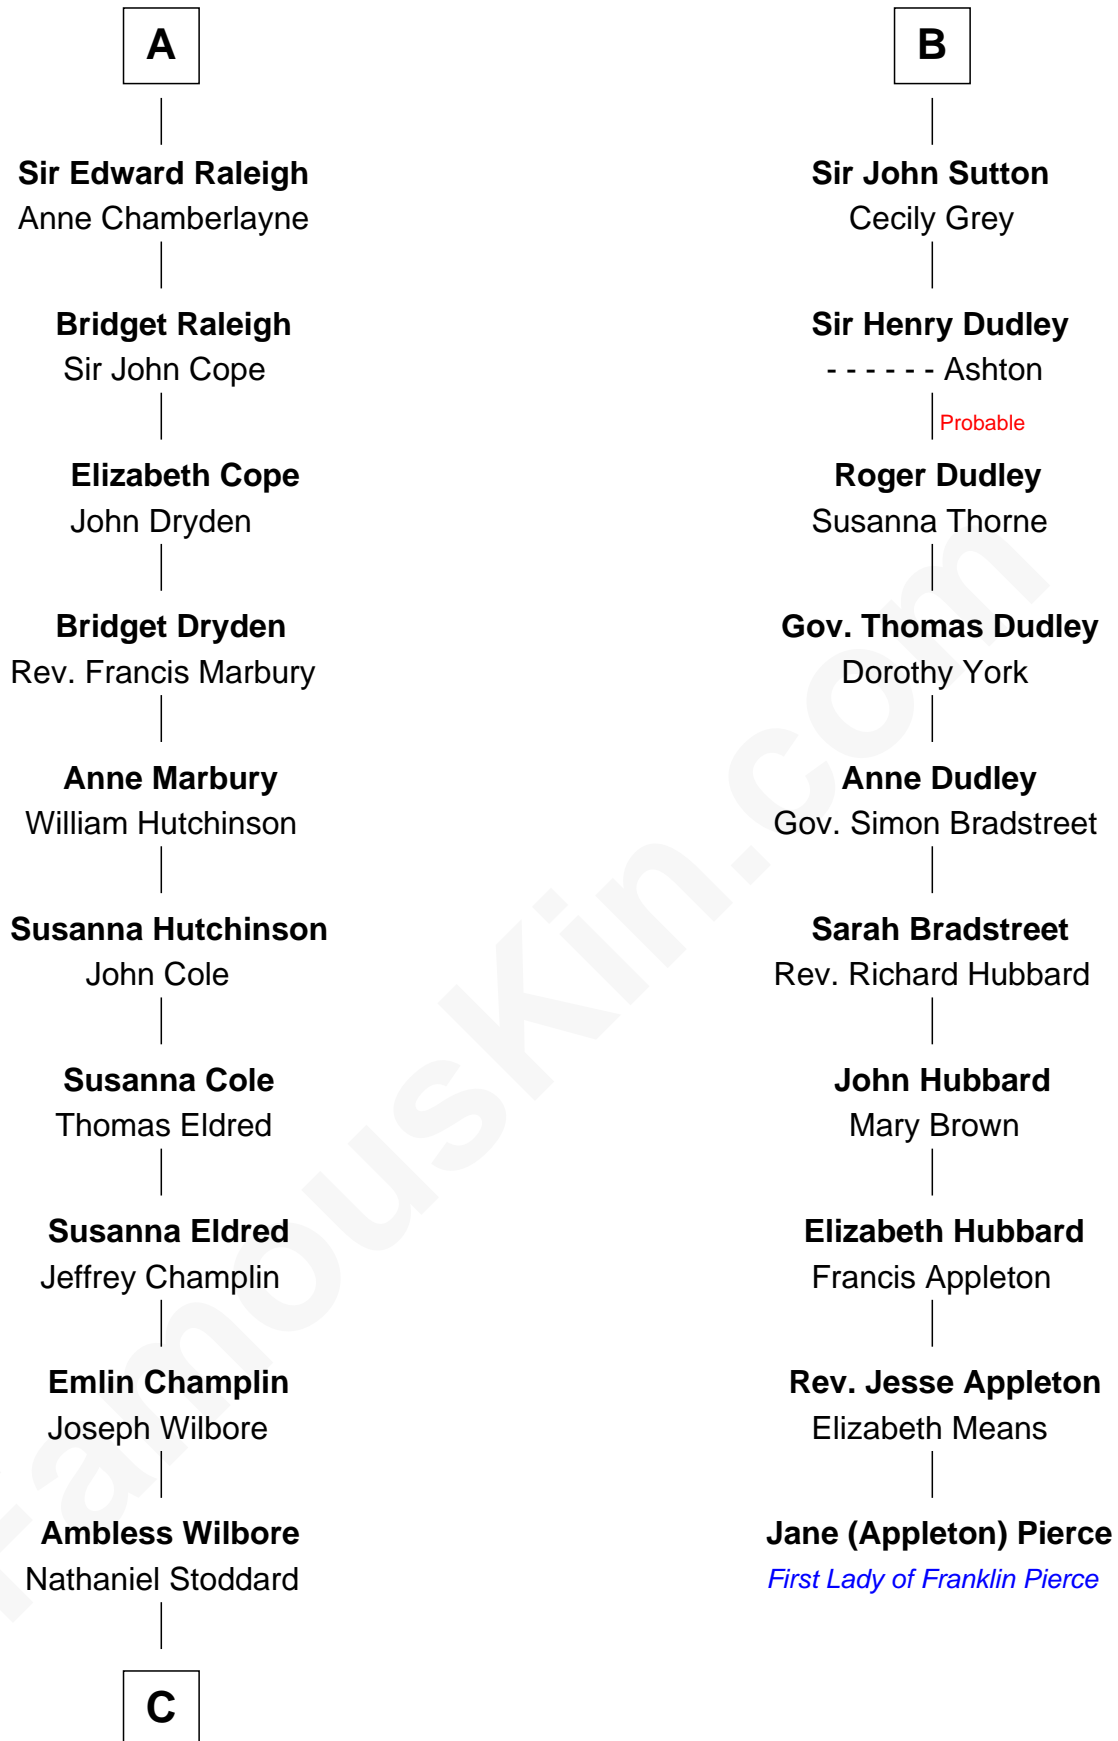 A
Sir Edward Raleigh
Anne Chamberlayne
Bridget Raleigh
Sir John Cope
Elizabeth Cope
John Dryden
Bridget Dryden
Rev. Francis Marbury
Anne Marbury
William Hutchinson
Susanna Hutchinson
John Cole
Susanna Cole
Thomas Eldred
Susanna Eldred
Jeffrey Champlin
Emlin Champlin
Joseph Wilbore
Ambless Wilbore
Nathaniel Stoddard
C
B
Sir John Sutton
Cecily Grey
Sir Henry Dudley
- - - - - - Ashton
Probable
Roger Dudley
Susanna Thorne
Gov. Thomas Dudley
Dorothy York
Anne Dudley
Gov. Simon Bradstreet
Sarah Bradstreet
Rev. Richard Hubbard
John Hubbard
Mary Brown
Elizabeth Hubbard
Francis Appleton
Rev. Jesse Appleton
Elizabeth Means
Jane (Appleton) Pierce
First Lady of Franklin Pierce
FamousKin.com